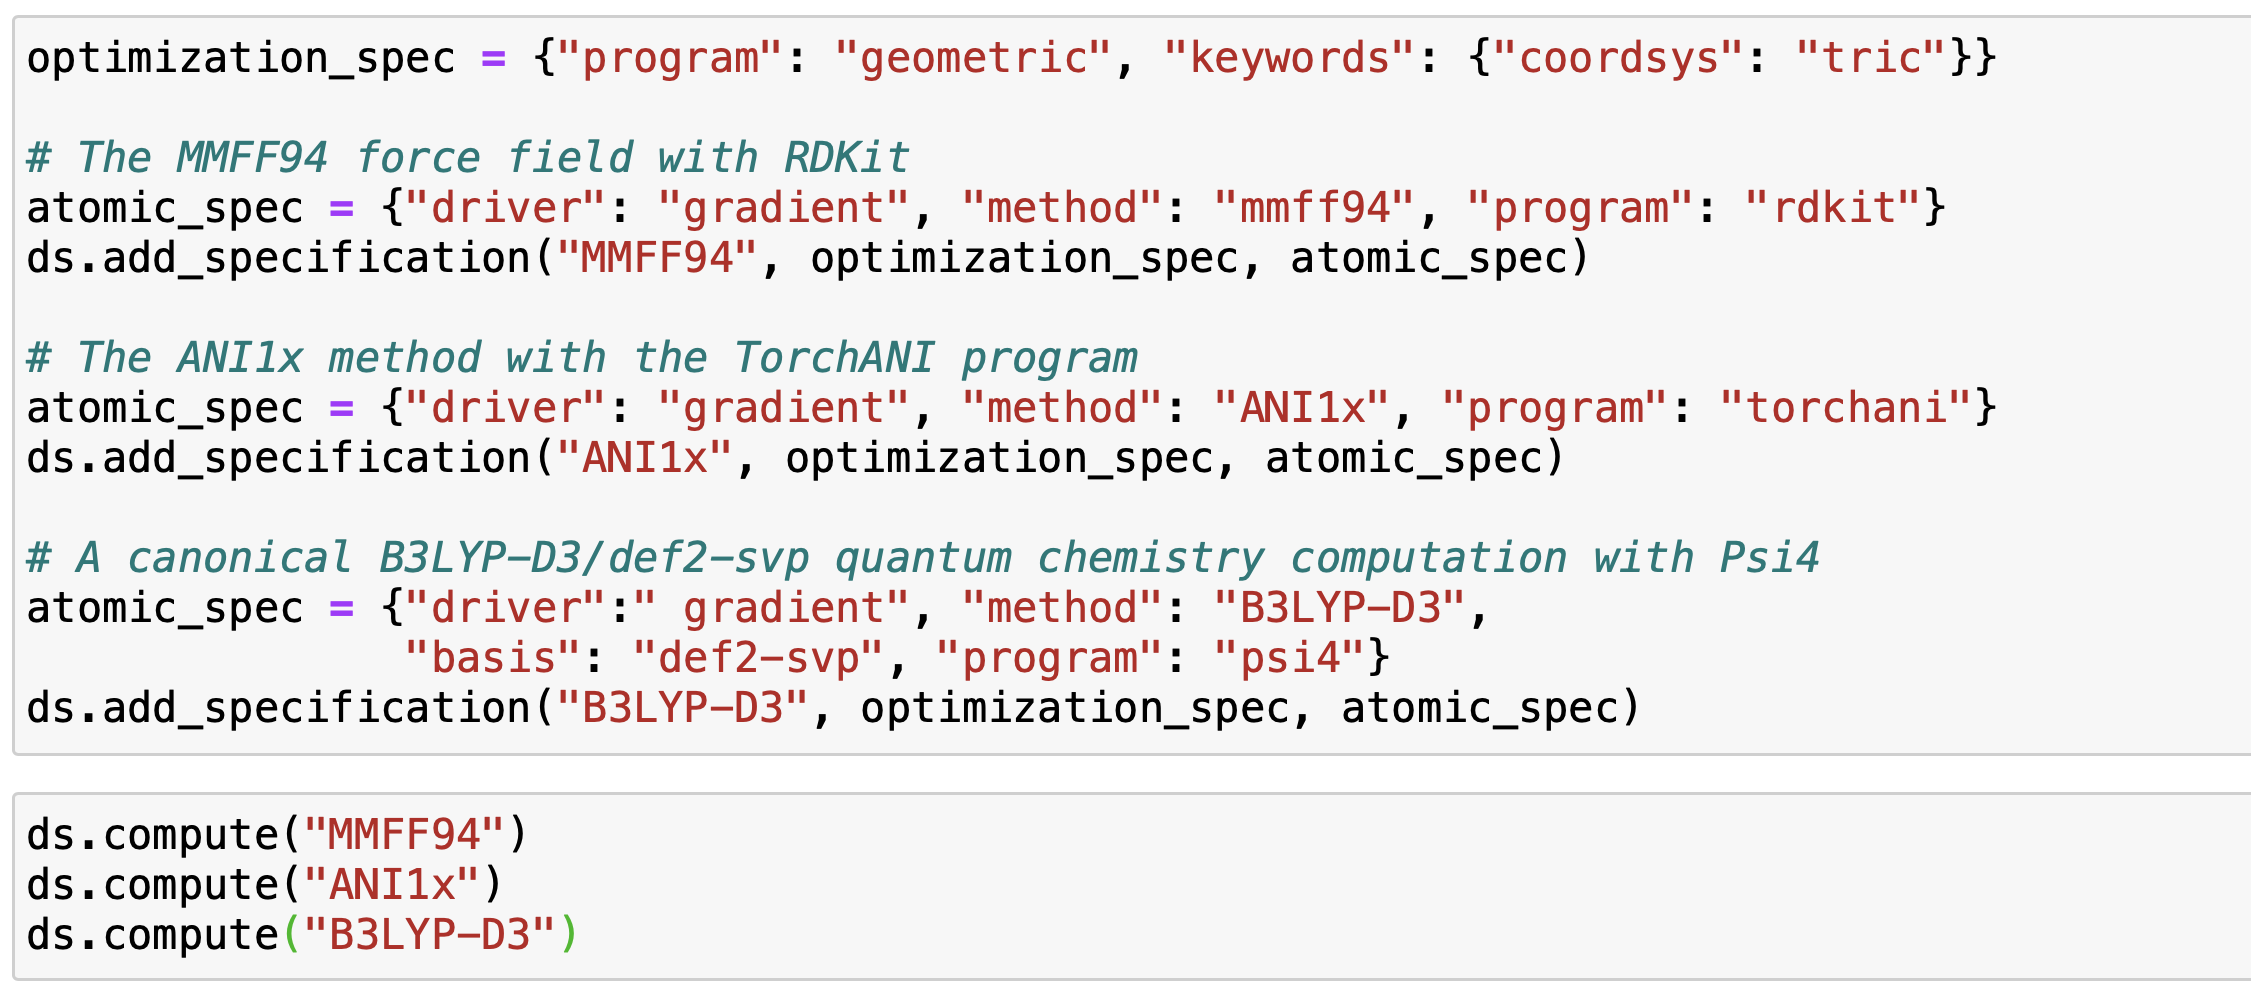 optimization_spec = {"program": "geometric", "keywords": {"coordsys": "tric"}}
# The MMFF94 force field with RDKit
atomic_spec = {"driver": "gradient", "method": "mmff94", "program": "rdkit"}
ds.add_specification("MMFF94", optimization_spec, atomic_spec)
# The ANI1x method with the TorchANI program
atomic_spec = {"driver": "gradient", "method": "ANI1x", "program": "torchani"}
ds.add_specification("ANI1x", optimization_spec, atomic_spec)
# A canonical B3LYP-D3/def2-svp quantum chemistry computation with Psi4
atomic_spec = {"driver":" gradient", "method": "B3LYP-D3",
"basis": "def2-svp", "program": "psi4"}
ds.add_specification("B3LYP-D3", optimization_spec, atomic_spec)
ds.compute("MMFF94")
ds.compute("ANI1x")
ds.compute("B3LYP-D3")